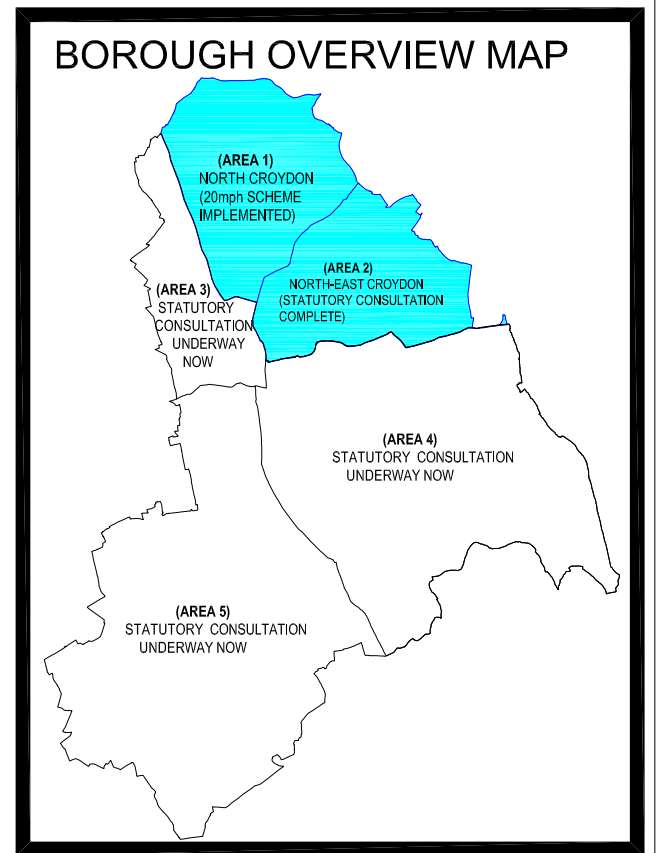 BOROUGH OVERVIEW MAP
(AREA 1)
NORTH CROYDON
(20mph SCHEME
IMPLEMENTED)
(AREA 2)
NORTH-EAST CROYDON
(STATUTORY CONSULTATION
COMPLETE)
(AREA 3)
STATUTORY
CONSULTATION
UNDERWAY
NOW
(AREA 4)
STATUTORY CONSULTATION
UNDERWAY NOW
(AREA 5)
STATUTORY CONSULTATION
UNDERWAY NOW